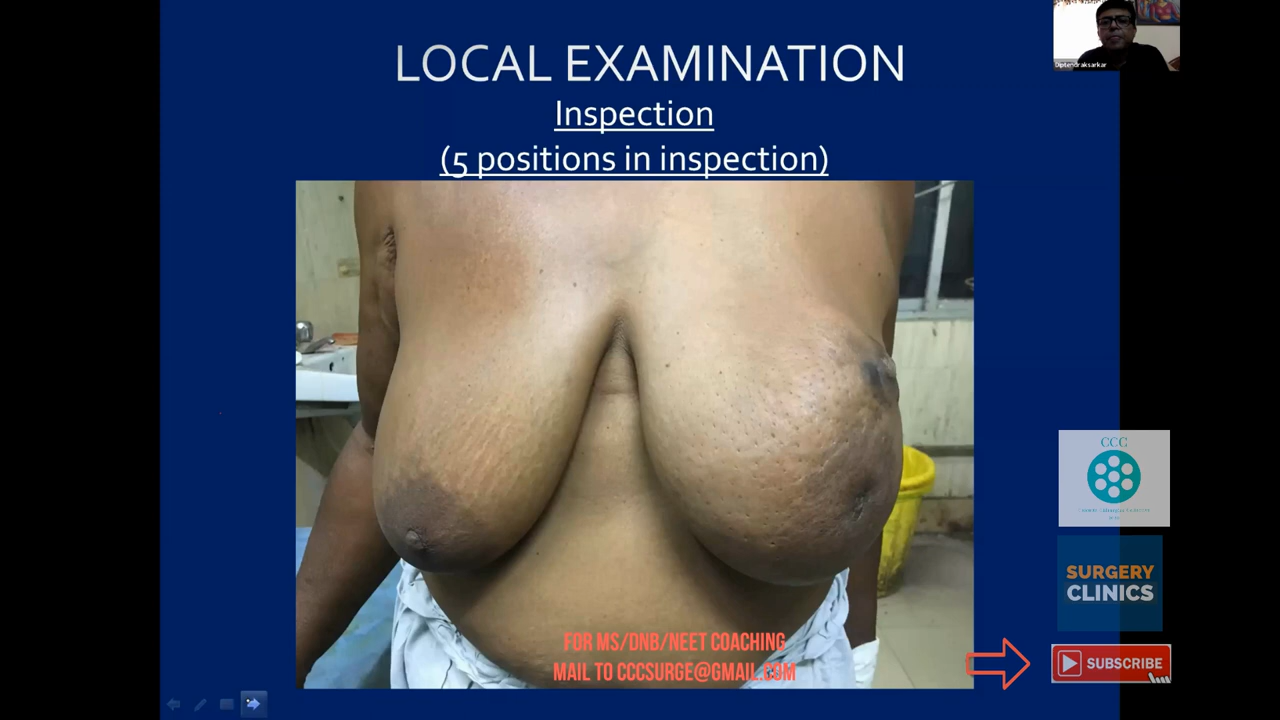 LOCAL EXAMINATION
Inspection
(5 positions in inspection)
Diptendraksarkar
CCC
SURGERY
CLINICS
FOR MS/DNB/NEET COACHING
MAIL TO CCCSURGE@GMAIL.COM
SUBSCRIBE